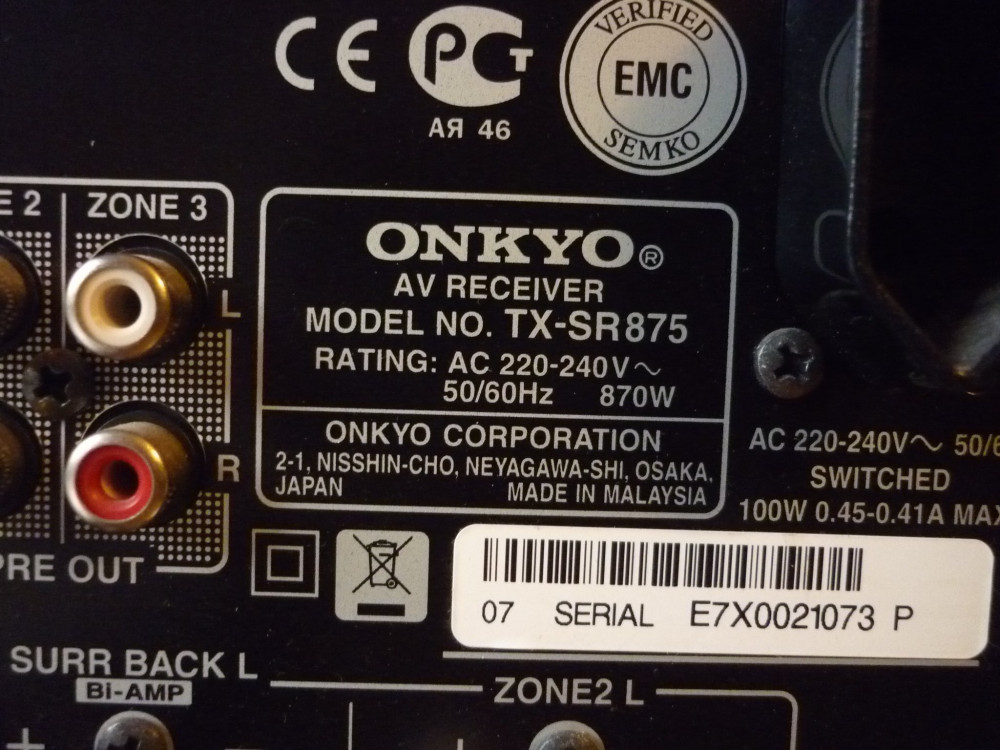 CE
PCT
VERIFIED
EMC
SEMKO
АЯ 46
E 2
ZONE 3
L
R
PRE OUT
ONKYO®
AV RECEIVER
MODEL NO. TX-SR875
RATING: AC 220-240V~
50/60Hz 870W
ONKYO CORPORATION
2-1, NISSHIN-CHO, NEYAGAWA-SHI, OSAKA,
JAPAN MADE IN MALAYSIA
AC 220-240V~ 50/6
SWITCHED
100W 0.45-0.41A MAX
07 SERIAL E7X0021073 P
SURR BACK L
Bi-AMP
ZONE2 L
+ –